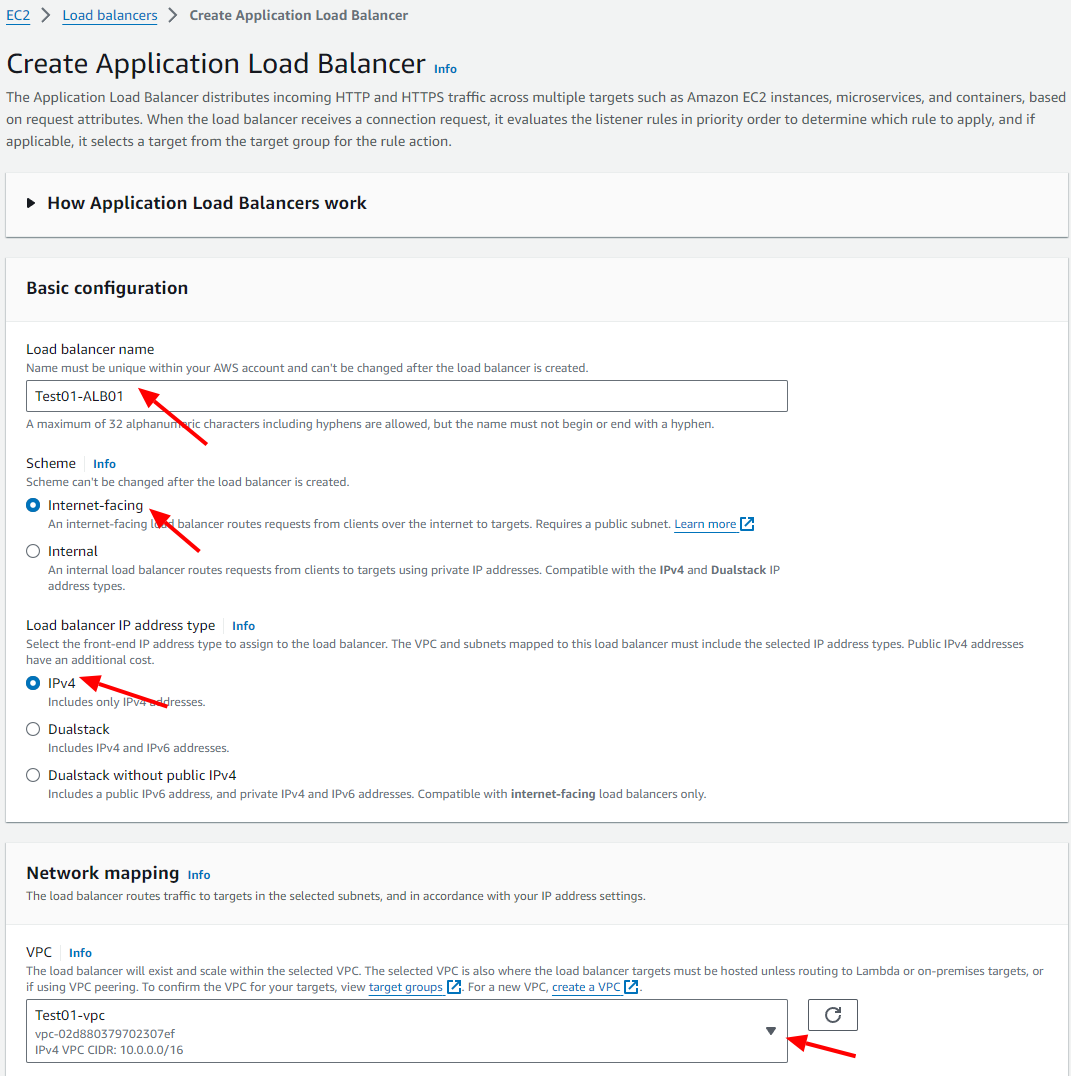 EC2 > Load balancers > Create Application Load Balancer
Create Application Load Balancer Info
The Application Load Balancer distributes incoming HTTP and HTTPS traffic across multiple targets such as Amazon EC2 instances, microservices, and containers, based
on request attributes. When the load balancer receives a connection request, it evaluates the listener rules in priority order to determine which rule to apply, and if
applicable, it selects a target from the target group for the rule action.
How Application Load Balancers work
Basic configuration
Load balancer name
Name must be unique within your AWS account and can't be changed after the load balancer is created.
Test01-ALB01
A maximum of 32 alphanumeric characters including hyphens are allowed, but the name must not begin or end with a hyphen.
Scheme Info
Scheme can't be changed after the load balancer is created.
Internet-facing
An internet-facing load balancer routes requests from clients over the internet to targets. Requires a public subnet. Learn more
Internal
An internal load balancer routes requests from clients to targets using private IP addresses. Compatible with the IPv4 and Dualstack IP
address types.
Load balancer IP address type Info
Select the front-end IP address type to assign to the load balancer. The VPC and subnets mapped to this load balancer must include the selected IP address types. Public IPv4 addresses
have an additional cost.
IPv4
Includes only IPv4 addresses.
Dualstack
Includes IPv4 and IPv6 addresses.
Dualstack without public IPv4
Includes a public IPv6 address, and private IPv4 and IPv6 addresses. Compatible with internet-facing load balancers only.
Network mapping Info
The load balancer routes traffic to targets in the selected subnets, and in accordance with your IP address settings.
VPC Info
The load balancer will exist and scale within the selected VPC. The selected VPC is also where the load balancer targets must be hosted unless routing to Lambda or on-premises targets, or
if using VPC peering. To confirm the VPC for your targets, view target groups. For a new VPC, create a VPC.
Test01-vpc
vpc-02d880379702307ef
IPv4 VPC CIDR: 10.0.0.0/16